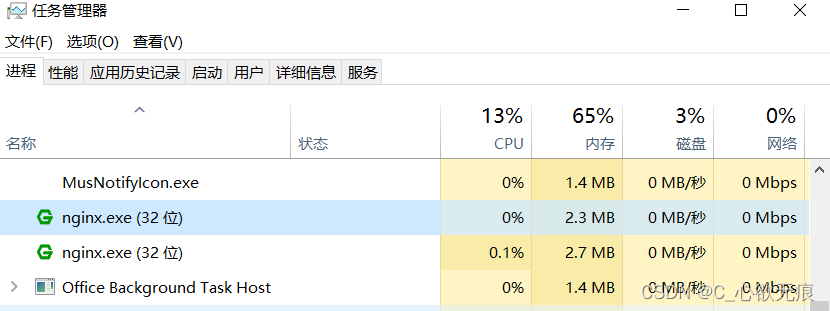 任务管理器
文件(F) 选项(O) 查看(V)
进程 性能 应用历史记录 启动 用户 详细信息 服务
13% 65% 3% 0%
名称 状态 CPU 内存 磁盘 网络
MusNotifyIcon.exe 0% 1.4 MB 0 MB/秒 0 Mbps
nginx.exe (32 位) 0% 2.3 MB 0 MB/秒 0 Mbps
nginx.exe (32 位) 0.1% 2.7 MB 0 MB/秒 0 Mbps
Office Background Task Host 0% 1.4 MB 0 MB/秒 0 Mbps
CSDN @C_心欲无痕